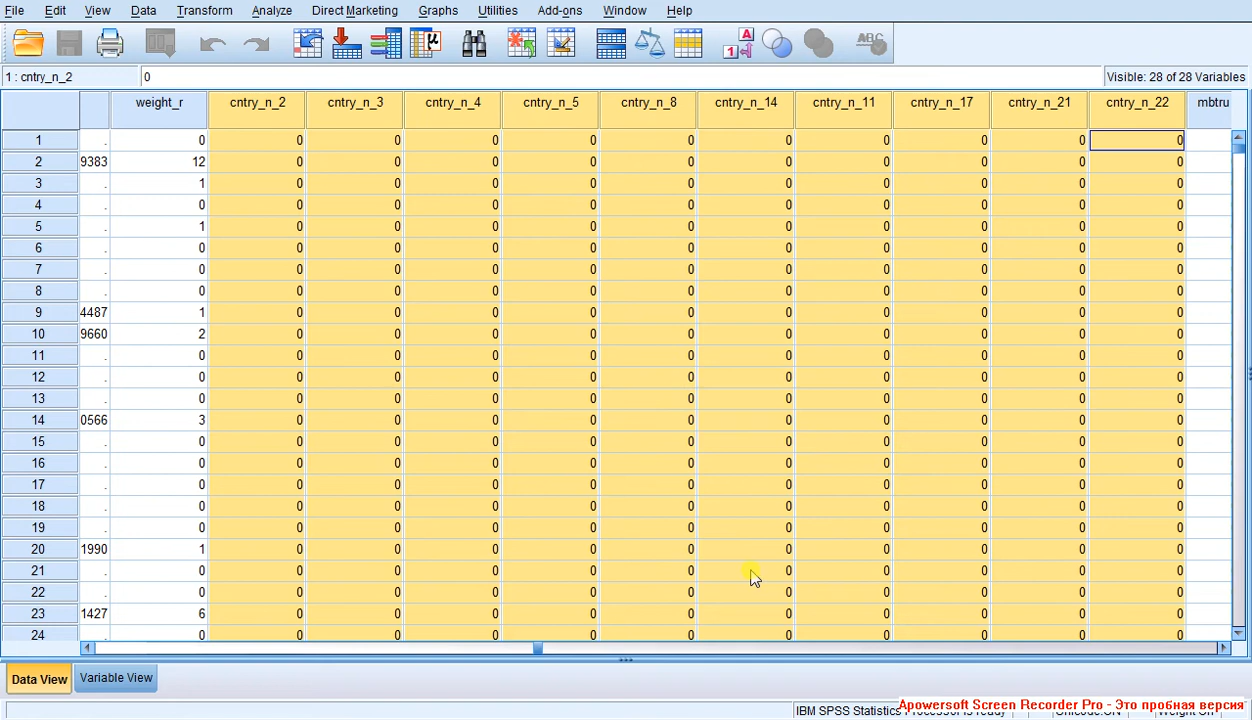 File Edit View Data Transform Analyze Direct Marketing Graphs Utilities Add-ons Window Help
1 : cntry_n_2 0 Visible: 28 of 28 Variables
weight_r cntry_n_2 cntry_n_3 cntry_n_4 cntry_n_5 cntry_n_8 cntry_n_14 cntry_n_11 cntry_n_17 cntry_n_21 cntry_n_22 mbtru
1 . 0 0 0 0 0 0 0 0 0 0 0
2 9383 12 0 0 0 0 0 0 0 0 0 0
3 . 1 0 0 0 0 0 0 0 0 0 0
4 . 0 0 0 0 0 0 0 0 0 0 0
5 . 1 0 0 0 0 0 0 0 0 0 0
6 . 0 0 0 0 0 0 0 0 0 0 0
7 . 0 0 0 0 0 0 0 0 0 0 0
8 . 0 0 0 0 0 0 0 0 0 0 0
9 4487 1 0 0 0 0 0 0 0 0 0 0
10 9660 2 0 0 0 0 0 0 0 0 0 0
11 . 0 0 0 0 0 0 0 0 0 0 0
12 . 0 0 0 0 0 0 0 0 0 0 0
13 . 0 0 0 0 0 0 0 0 0 0 0
14 0566 3 0 0 0 0 0 0 0 0 0 0
15 . 0 0 0 0 0 0 0 0 0 0 0
16 . 0 0 0 0 0 0 0 0 0 0 0
17 . 0 0 0 0 0 0 0 0 0 0 0
18 . 0 0 0 0 0 0 0 0 0 0 0
19 . 0 0 0 0 0 0 0 0 0 0 0
20 1990 1 0 0 0 0 0 0 0 0 0 0
21 . 0 0 0 0 0 0 0 0 0 0 0
22 . 0 0 0 0 0 0 0 0 0 0 0
23 1427 6 0 0 0 0 0 0 0 0 0 0
24 . 0 0 0 0 0 0 0 0 0 0 0
Data View Variable View
Apowersoft Screen Recorder Pro - Это пробная версия
IBM SPSS Statistics Processor is ready Unicode:ON Weight On